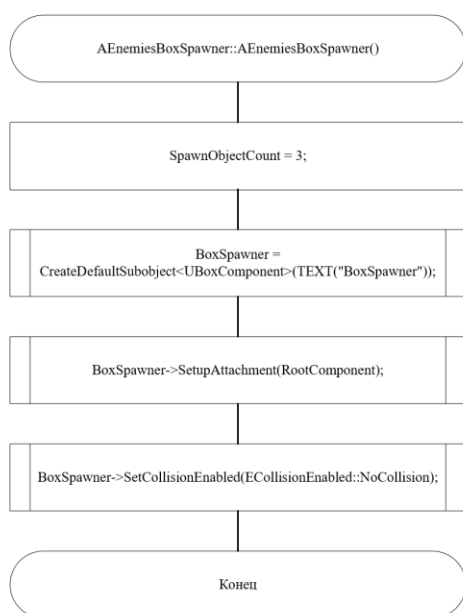 AEnemiesBoxSpawner::AEnemiesBoxSpawner()
SpawnObjectCount = 3;
BoxSpawner =
CreateDefaultSubobject<UBoxComponent>(TEXT("BoxSpawner"));
BoxSpawner->SetupAttachment(RootComponent);
BoxSpawner->SetCollisionEnabled(ECollisionEnabled::NoCollision);
Конец